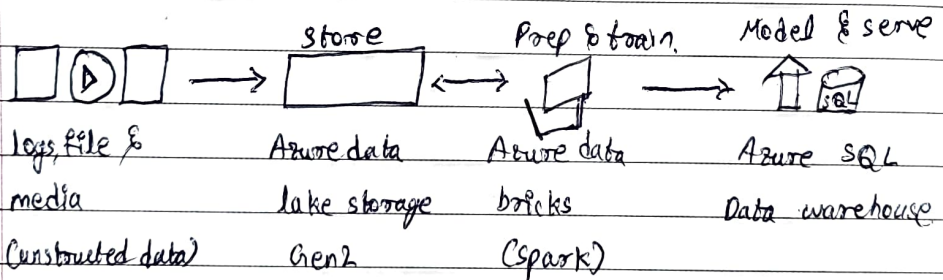 store
Prep & train.
Model & serve
SQL
logs, file &
media
(unstructed data)
Azure data
lake storage
Gen2
Azure data
bricks
(Spark)
Azure SQL
Data warehouse